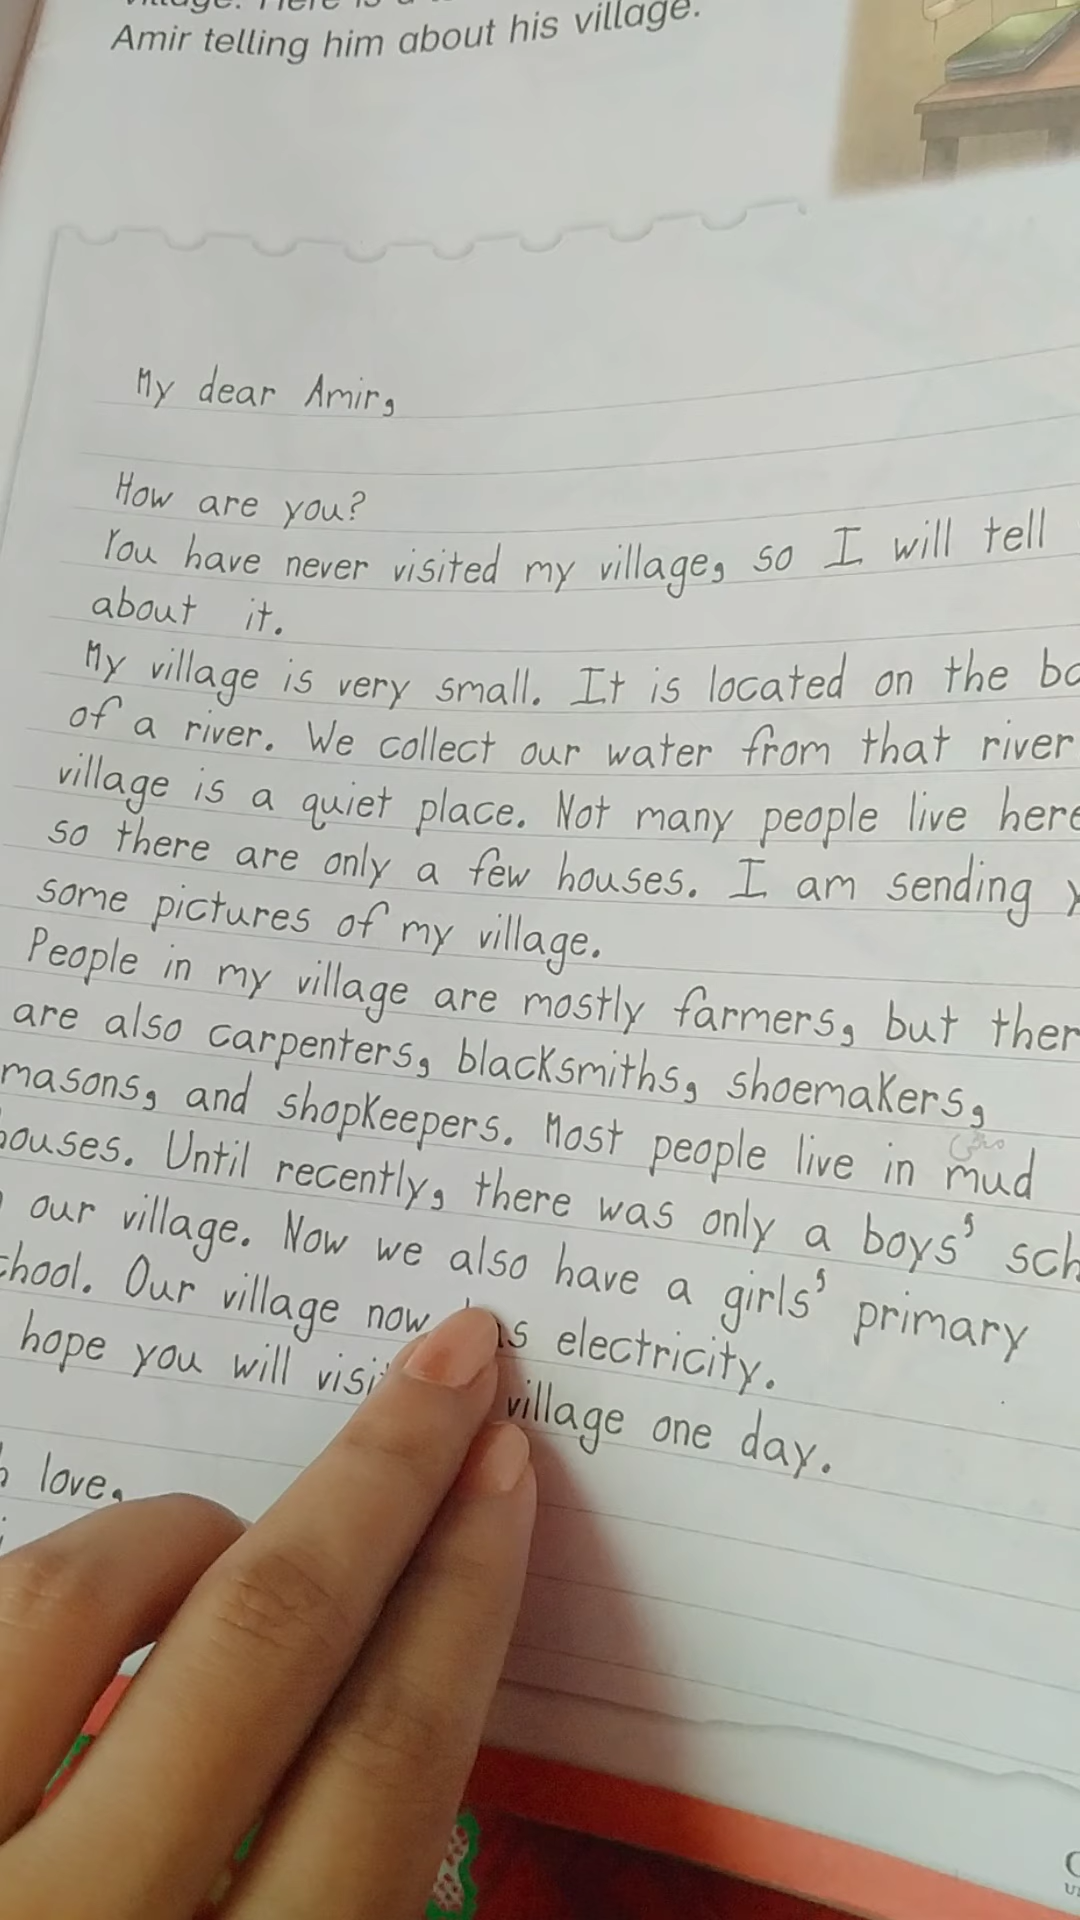 Amir telling him about his village.
My dear Amir,
How are you?
You have never visited my village, so I will tell
about it.
My village is very small. It is located on the
of a river. We collect our water from that river
village is a quiet place. Not many people live here
so there are only a few houses. I am sending
some pictures of my village.
People in my village are mostly farmers, but
are also carpenters, blacksmiths, shoemakers,
masons, and shopkeepers. Most people live in mud
Until recently, there was only a boys'
our village. Now we also have a girls' primary
Our village now electricity.
hope you will village one day.
love,